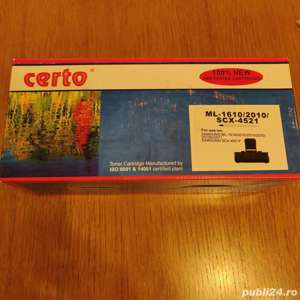 certo
100% NEW
ML-1610/2010/
SCX-4521
For use on:
Toner Cartridge Manufactured by
ISO 9001 & 14001 certified plant
publi24.ro